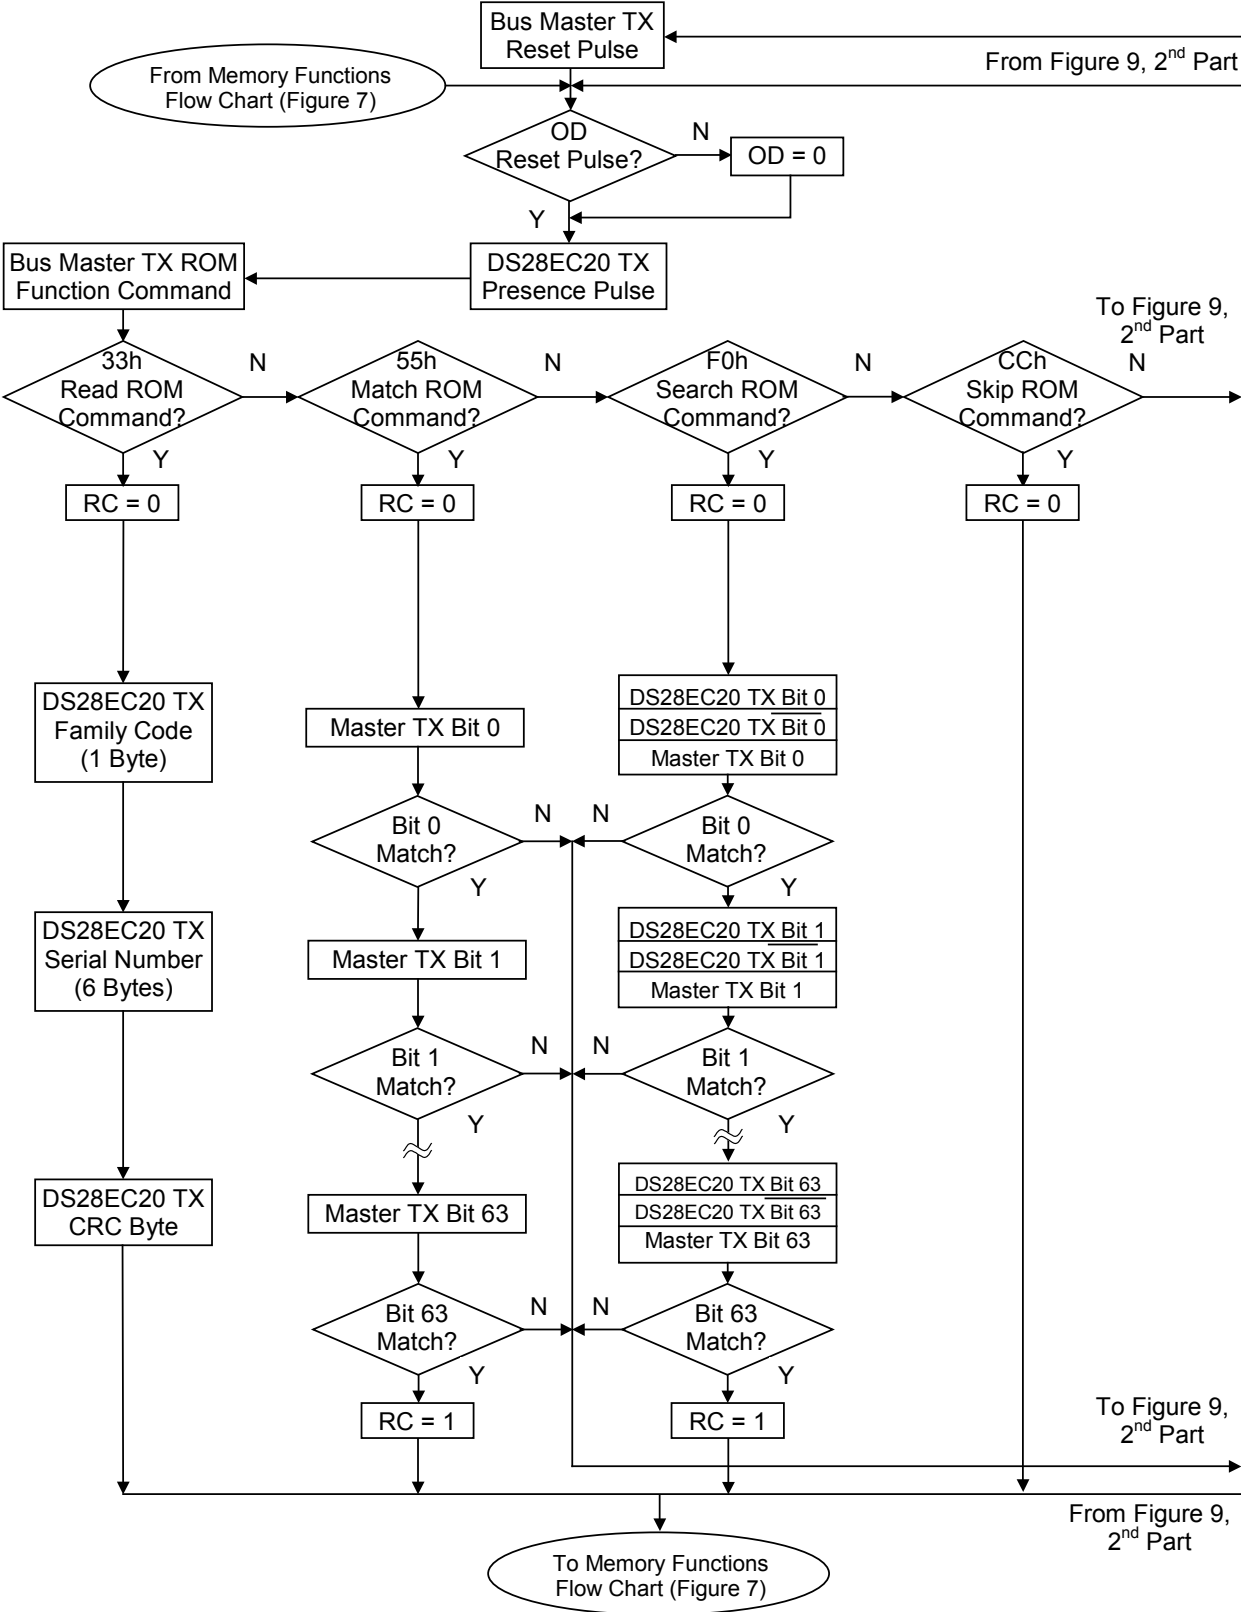 Bus Master TX
Reset Pulse
From Figure 9, 2nd Part
From Memory Functions
Flow Chart (Figure 7)
OD
Reset Pulse?
N
OD = 0
Y
Bus Master TX ROM
Function Command
DS28EC20 TX
Presence Pulse
To Figure 9,
2nd Part
33h
Read ROM
Command?
N
55h
Match ROM
Command?
N
F0h
Search ROM
Command?
N
CCh
Skip ROM
Command?
N
Y
Y
Y
Y
RC = 0
RC = 0
RC = 0
RC = 0
DS28EC20 TX
Family Code
(1 Byte)
Master TX Bit 0
DS28EC20 TX Bit 0
DS28EC20 TX Bit 0
Master TX Bit 0
Bit 0
Match?
N
N
Bit 0
Match?
Y
Y
DS28EC20 TX
Serial Number
(6 Bytes)
Master TX Bit 1
DS28EC20 TX Bit 1
DS28EC20 TX Bit 1
Master TX Bit 1
Bit 1
Match?
N
N
Bit 1
Match?
Y
Y
DS28EC20 TX
CRC Byte
Master TX Bit 63
DS28EC20 TX Bit 63
DS28EC20 TX Bit 63
Master TX Bit 63
Bit 63
Match?
N
N
Bit 63
Match?
Y
Y
RC = 1
RC = 1
To Figure 9,
2nd Part
From Figure 9,
2nd Part
To Memory Functions
Flow Chart (Figure 7)